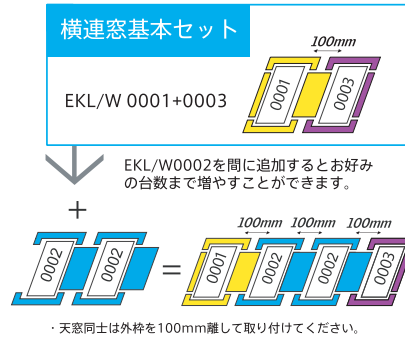 横連窓基本セット
100mm
EKL/W 0001+0003
0001
0003
EKL/W0002を間に追加するとお好み
の台数まで増やすことができます。
+
100mm 100mm 100mm
0002 0002 = 0001 0002 0002 0003
・天窓同士は外枠を100mm離して取り付けてください。